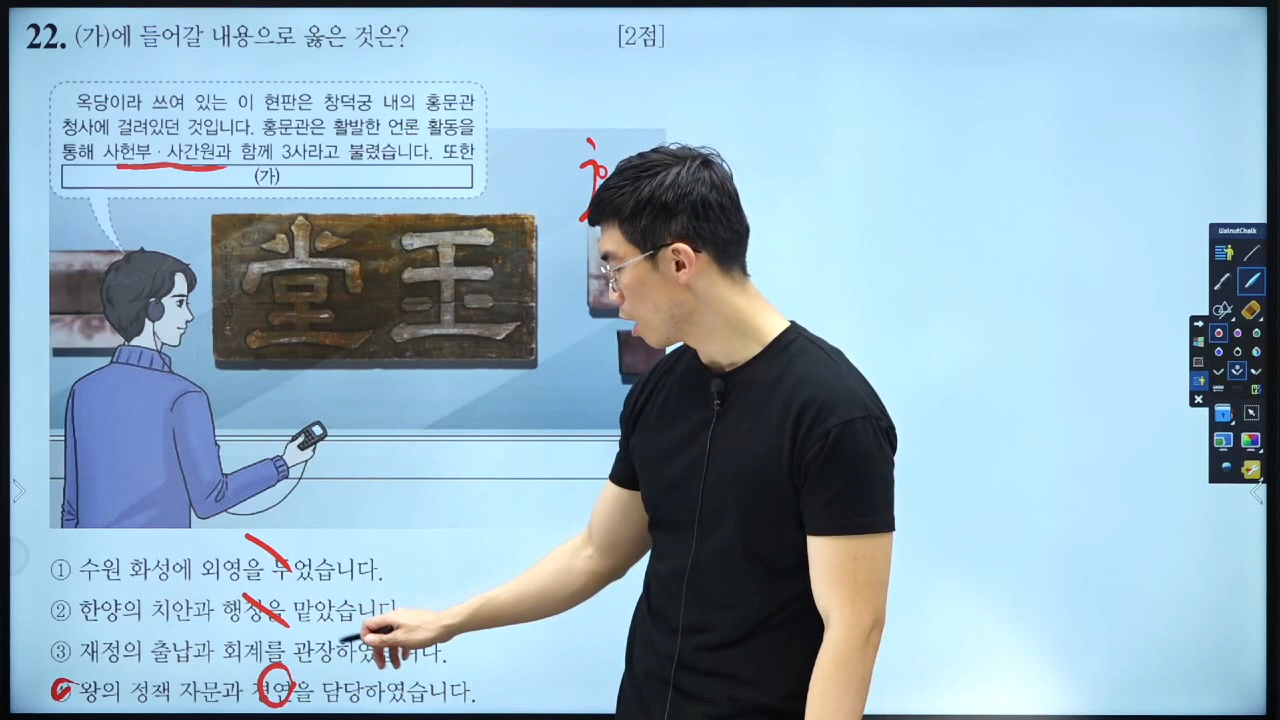 22. (가)에 들어갈 내용으로 옳은 것은? [2점]
옥당이라 쓰여 있는 이 현판은 창덕궁 내의 홍문관
청사에 걸려있던 것입니다. 홍문관은 활발한 언론 활동을
통해 사헌부 · 사간원과 함께 3사라고 불렸습니다. 또한
(가)
堂玉
① 수원 화성에 외영을 두었습니다.
② 한양의 치안과 행정을 맡았습니다
③ 재정의 출납과 회계를 관장하였
왕의 정책 자문과 경연을 담당하였습니다.
WalnutChalk